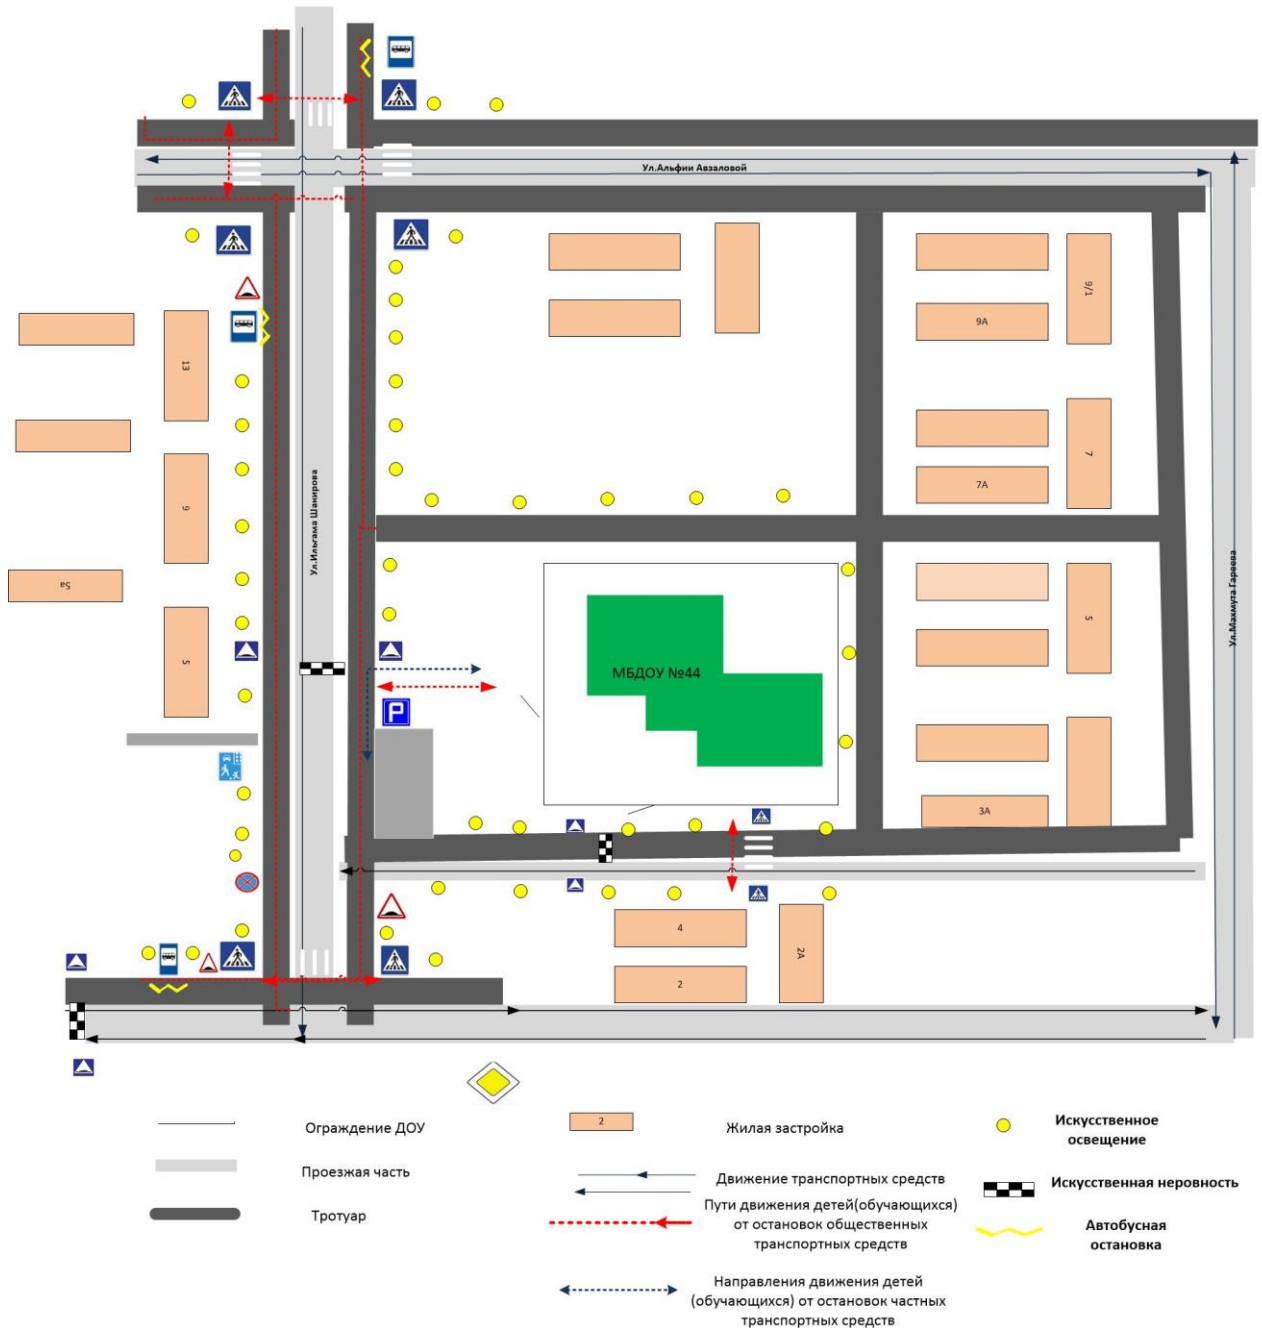 Ул.Альфии Авзаловой
9/1
9А
13
7
9
7А
Ул.Ильгама Шакирова
5а
Ул.Махмута Гареева
5
5
МБДОУ №44
P
3А
4
2А
2
Ограждение ДОУ
Проезжая часть
Тротуар
2
Жилая застройка
Движение транспортных средств
Пути движения детей(обучающихся)
от остановок общественных
транспортных средств
Направления движения детей
(обучающихся) от остановок частных
транспортных средств
Искусственное
освещение
Искусственная неровность
Автобусная
остановка